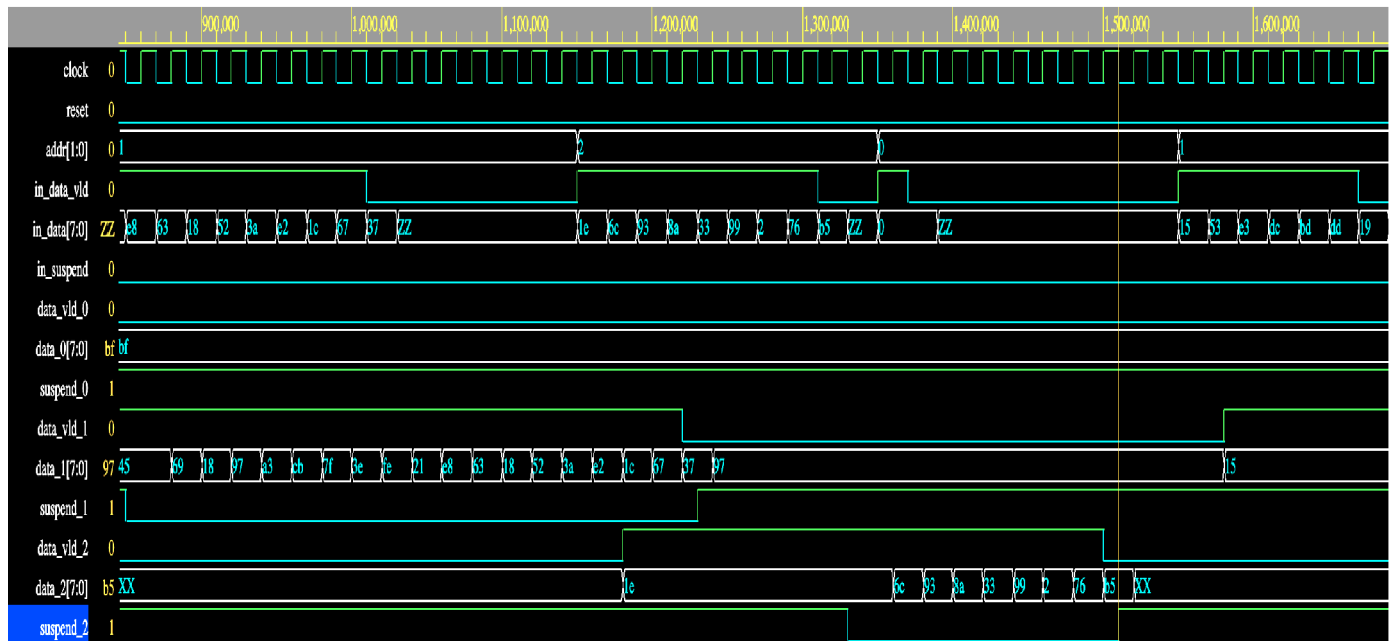 900,000 1,000,000 1,100,000 1,200,000 1,300,000 1,400,000 1,500,000 1,600,000
clock 0
reset 0
addr[1:0] 0 1 2 0 1
in_data_vld 0
in_data[7:0] ZZ e8 63 18 52 3a e2 1c 67 37 ZZ 1e 6c 93 8a 33 99 2 76 b5 ZZ 0 ZZ 15 53 e3 dc bd dd 19
in_suspend 0
data_vld_0 0
data_0[7:0] bf bf
suspend_0 1
data_vld_1 0
data_1[7:0] 97 45 69 18 97 a3 cb 7f 3e fe 21 e8 63 18 52 3a e2 1c 67 37 97 15
suspend_1 1
data_vld_2 0
data_2[7:0] b5 XX 1e 6c 93 8a 33 99 2 76 b5 XX
suspend_2 1